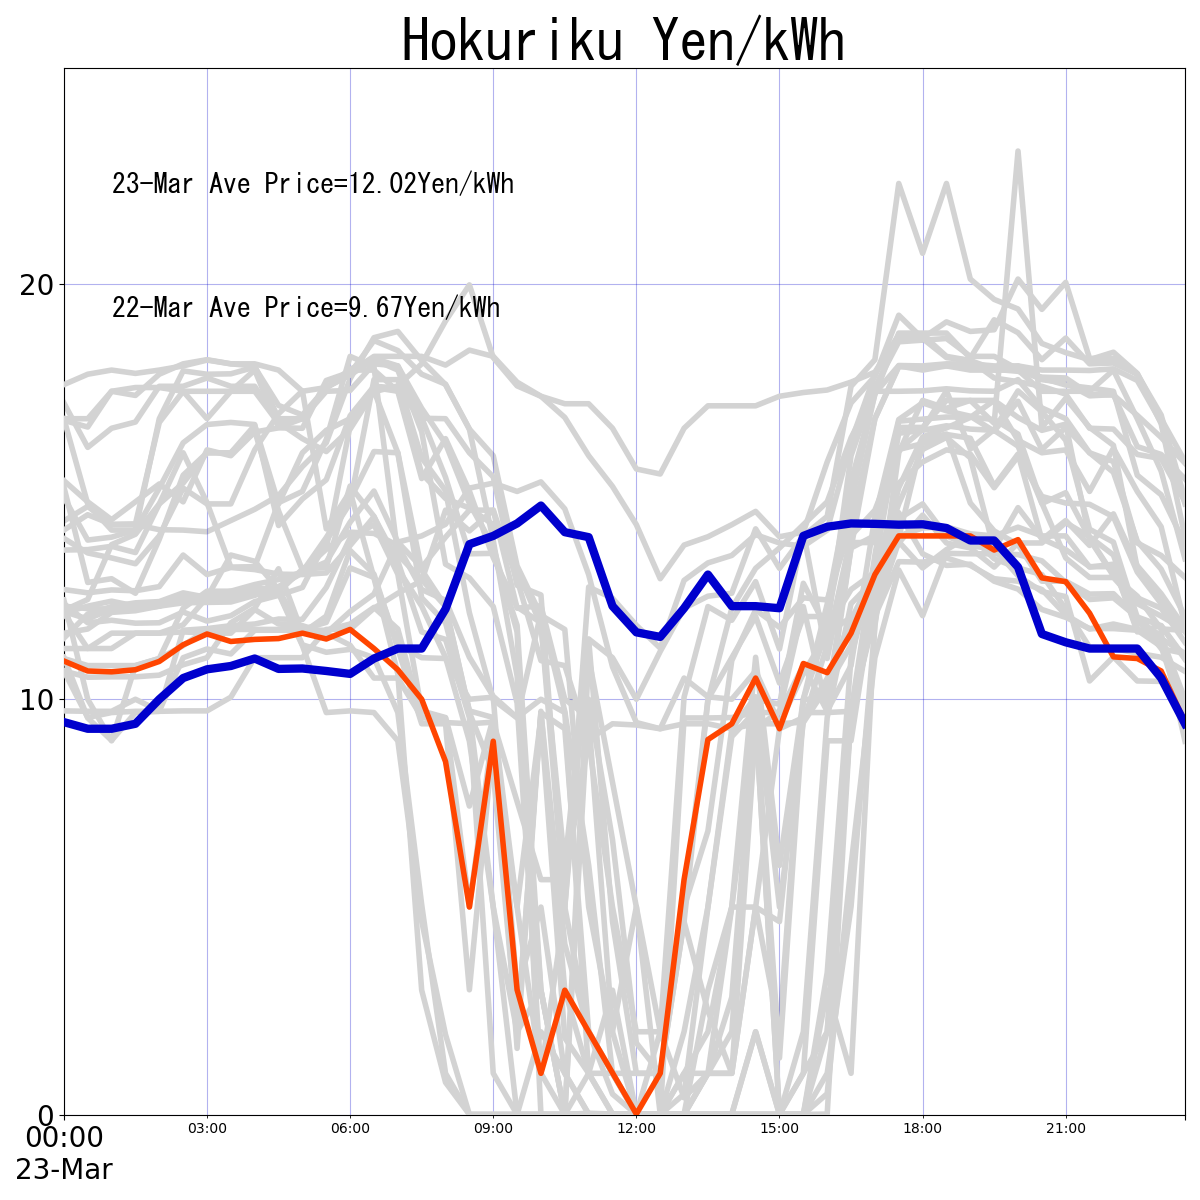 Hokuriku Yen/kWh
23-Mar Ave Price=12.02Yen/kWh
22-Mar Ave Price=9.67Yen/kWh
20
10
0
00:00 03:00 06:00 09:00 12:00 15:00 18:00 21:00
23-Mar